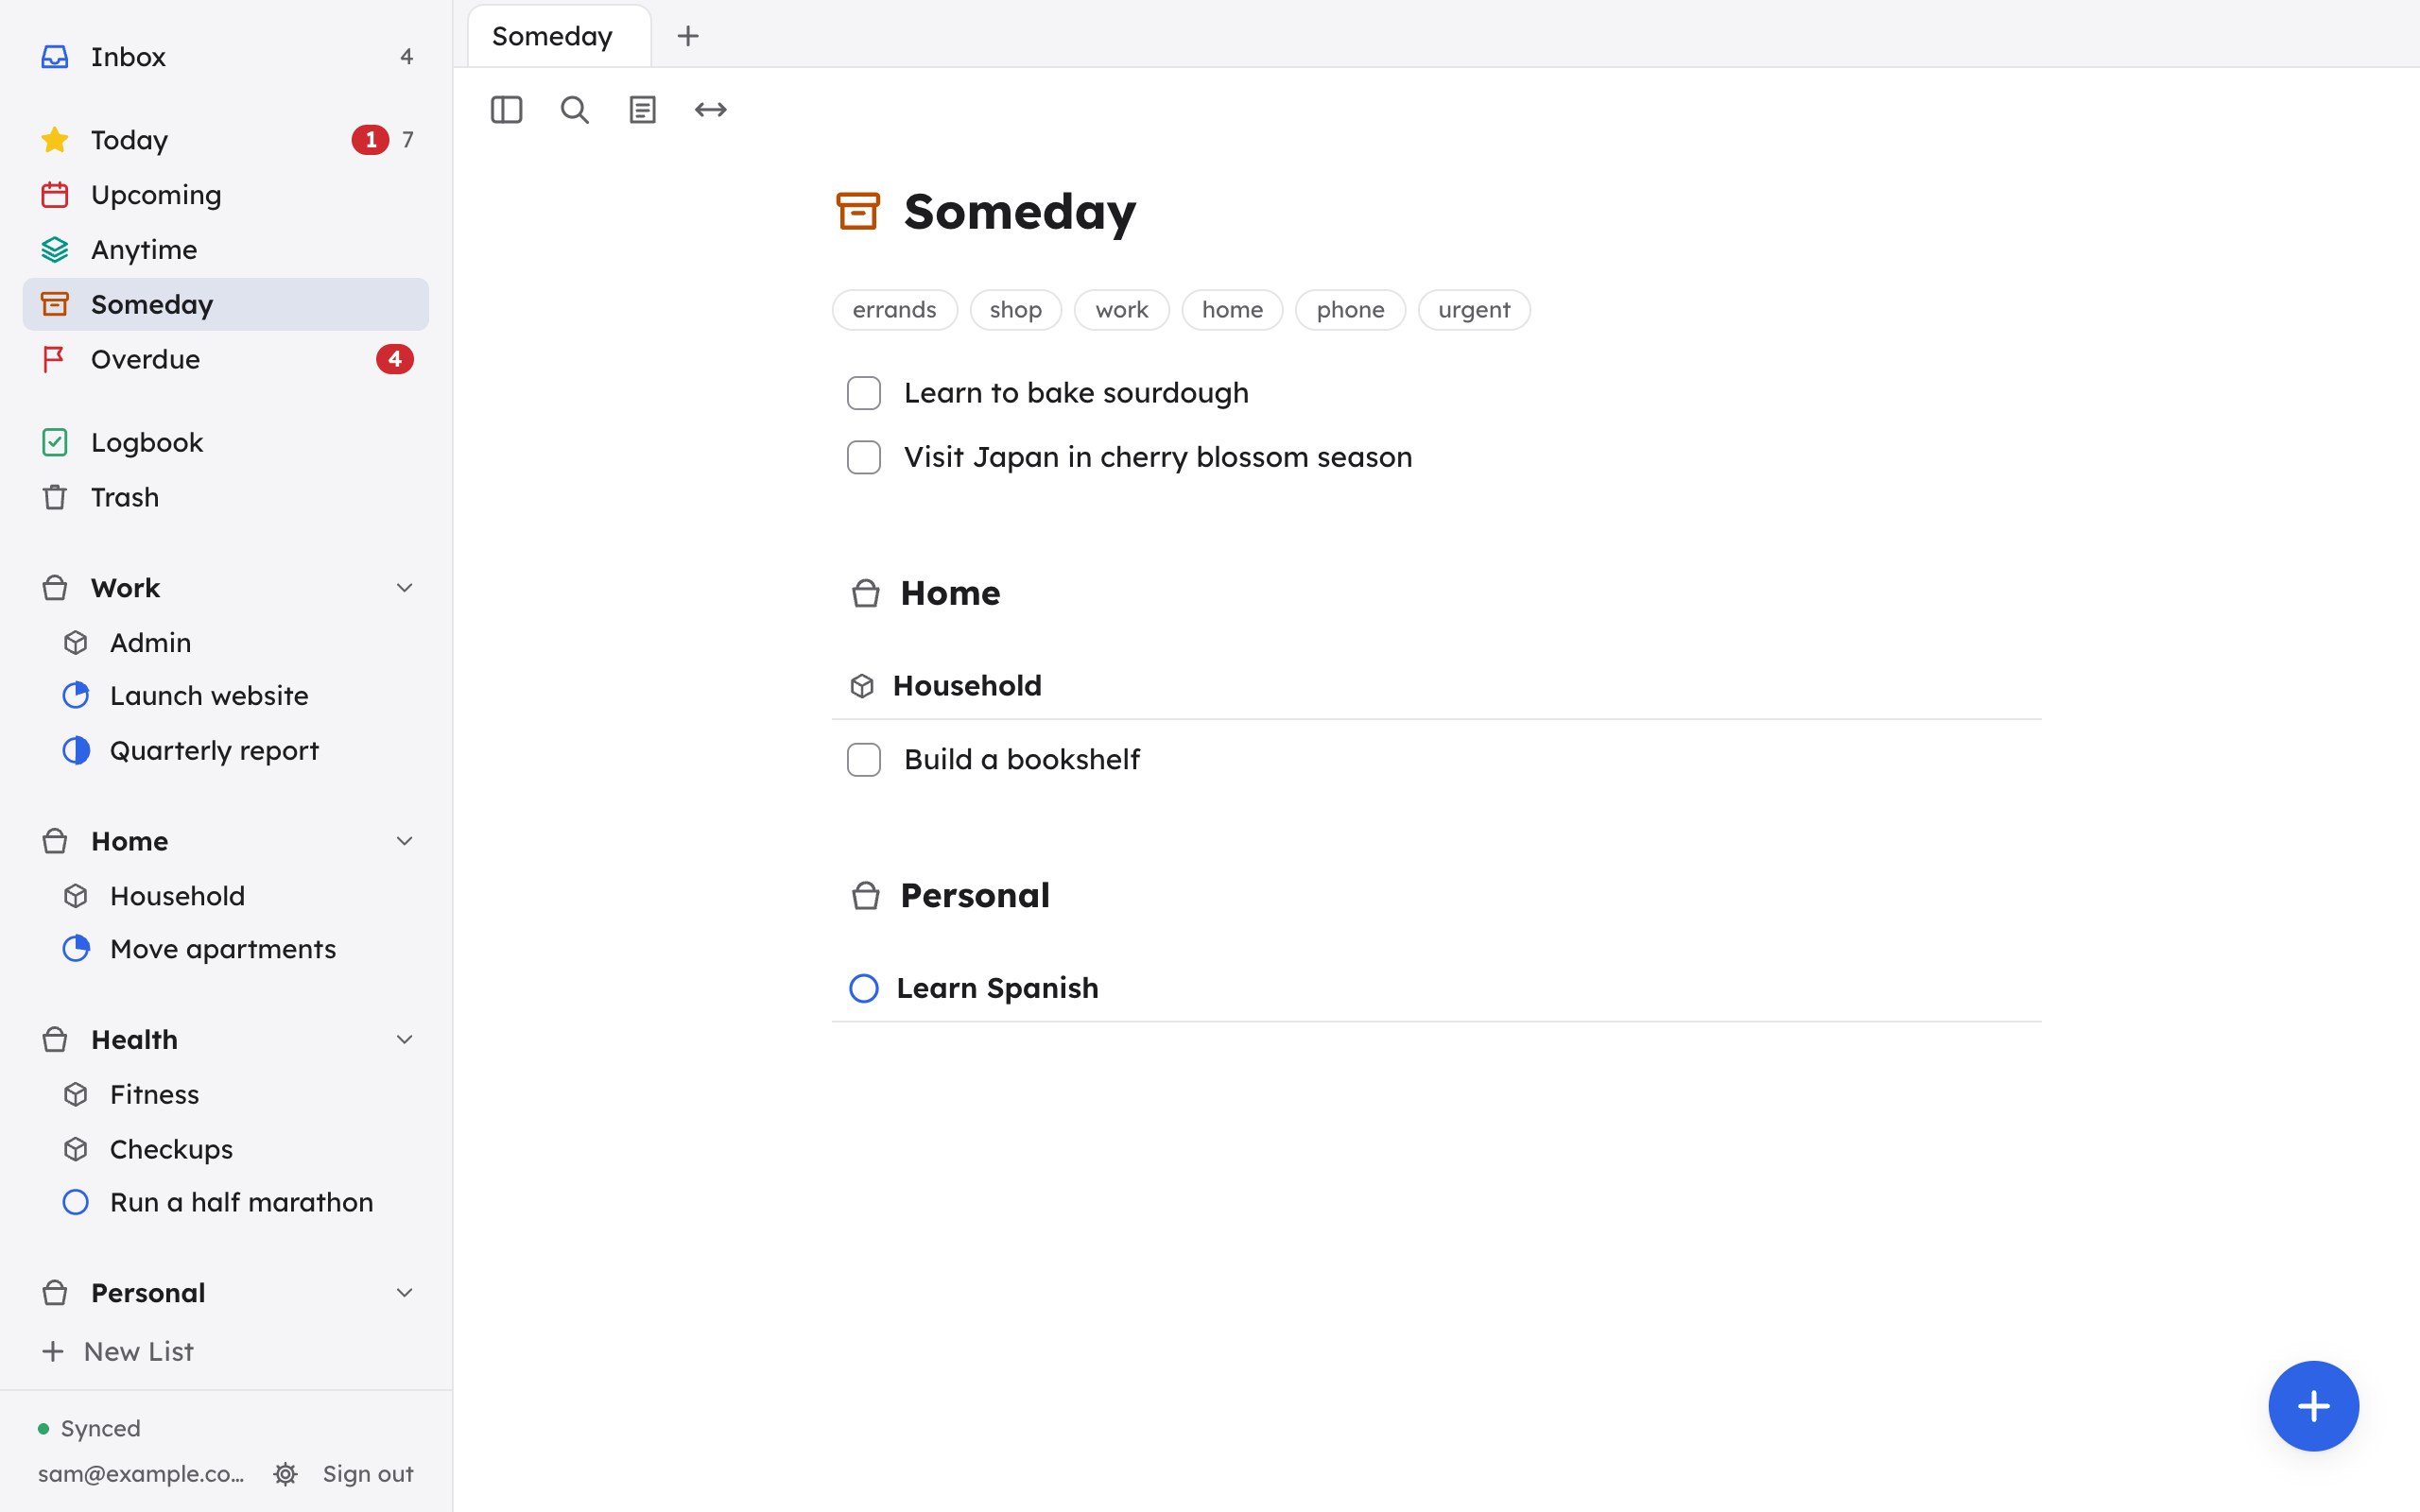 Inbox 4
Today 1 7
Upcoming
Anytime
Someday
Overdue 4
Logbook
Trash
Work
Admin
Launch website
Quarterly report
Home
Household
Move apartments
Health
Fitness
Checkups
Run a half marathon
Personal
New List
Synced
sam@example.co... Sign out
Someday
Someday
errands shop work home phone urgent
Learn to bake sourdough
Visit Japan in cherry blossom season
Home
Household
Build a bookshelf
Personal
Learn Spanish